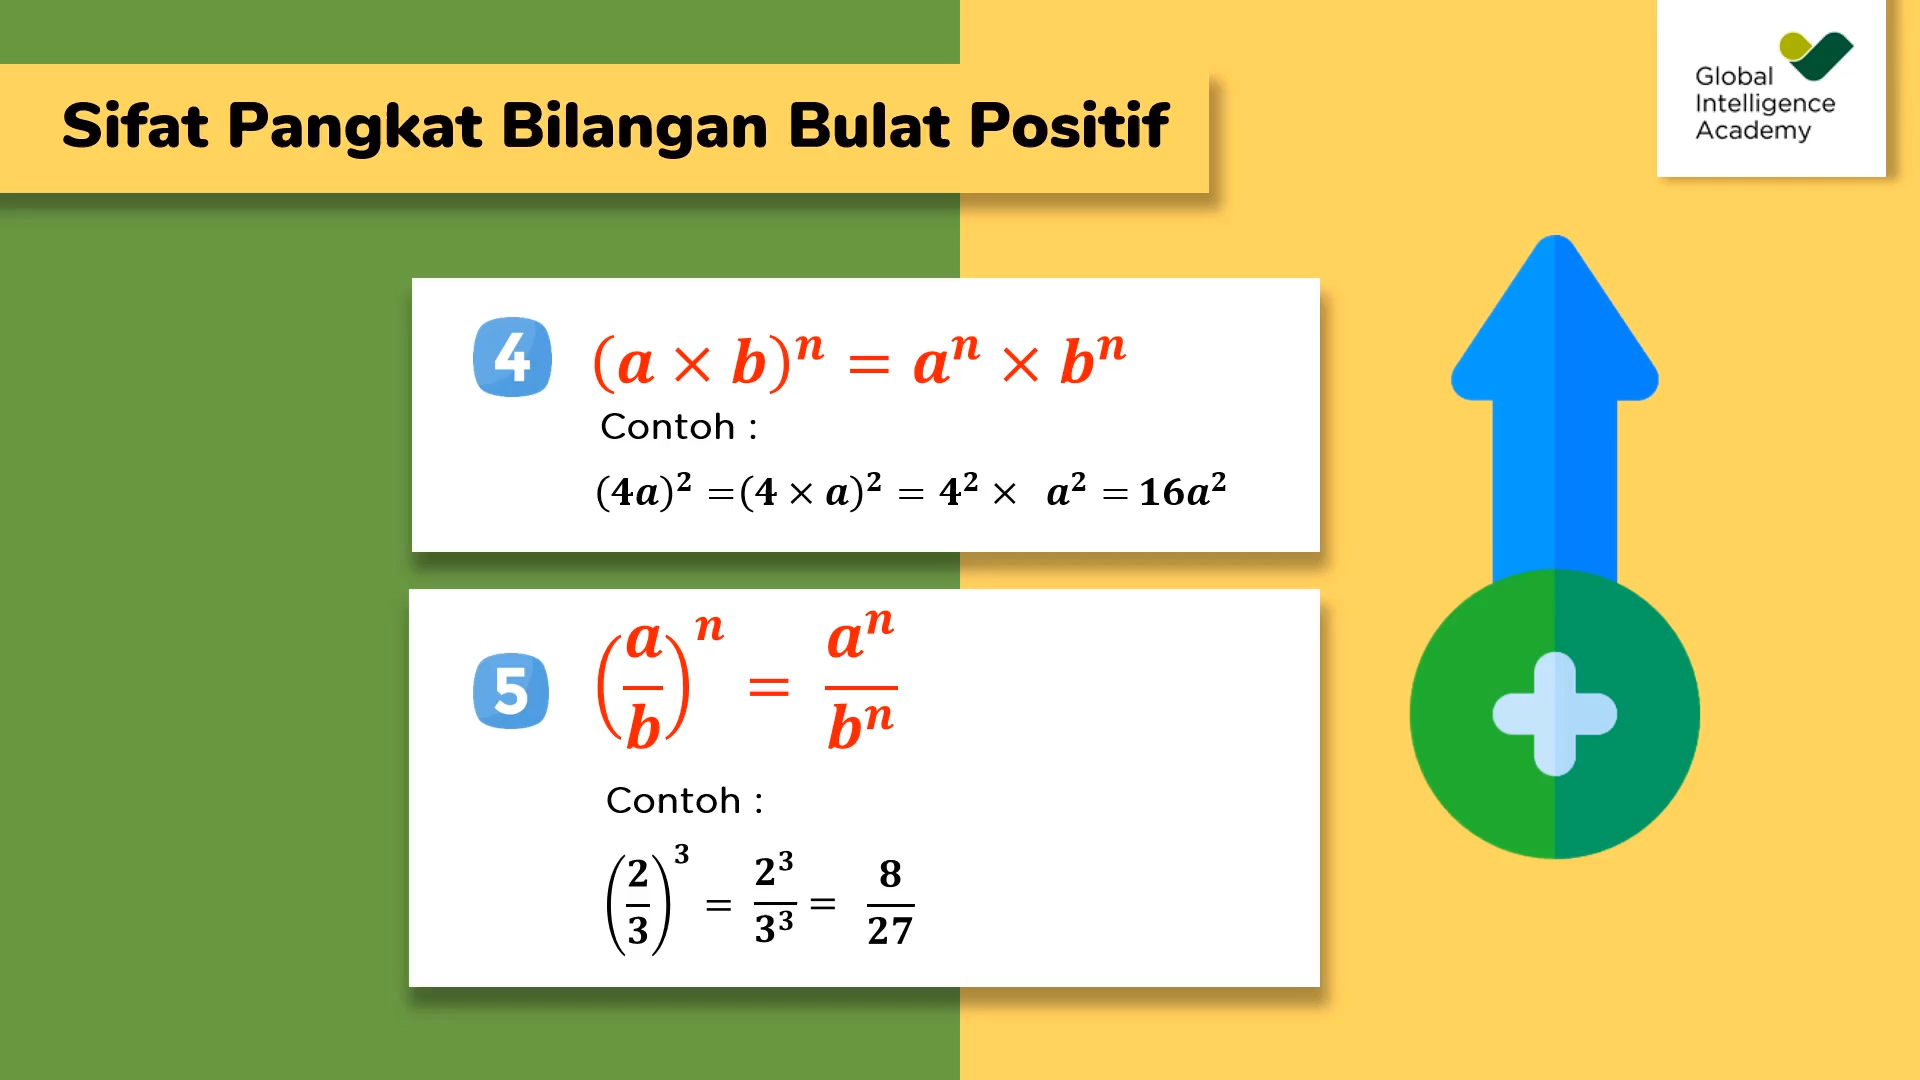 Global
Intelligence
Academy
Sifat Pangkat Bilangan Bulat Positif
4 (a × b)ⁿ = aⁿ × bⁿ
Contoh :
(4a)² =(4 × a)² = 4² × a² = 16a²
5 (a/b)ⁿ = aⁿ/bⁿ
Contoh :
(2/3)³ = 2³/3³ = 8/27